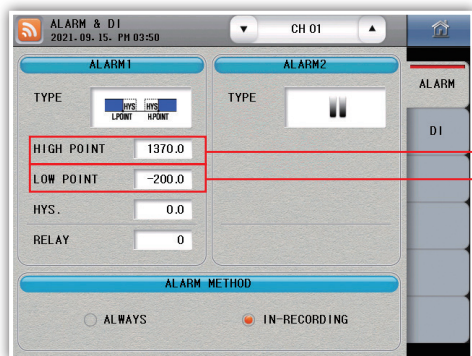 ALARM & DI
2021.09.15. PM 03:50
CH 01
ALARM1
ALARM2
ALARM
TYPE
HYS HYS
L.POINT H.POINT
TYPE
DI
HIGH POINT 1370.0
LOW POINT -200.0
HYS. 0.0
RELAY 0
ALARM METHOD
ALWAYS
IN-RECORDING